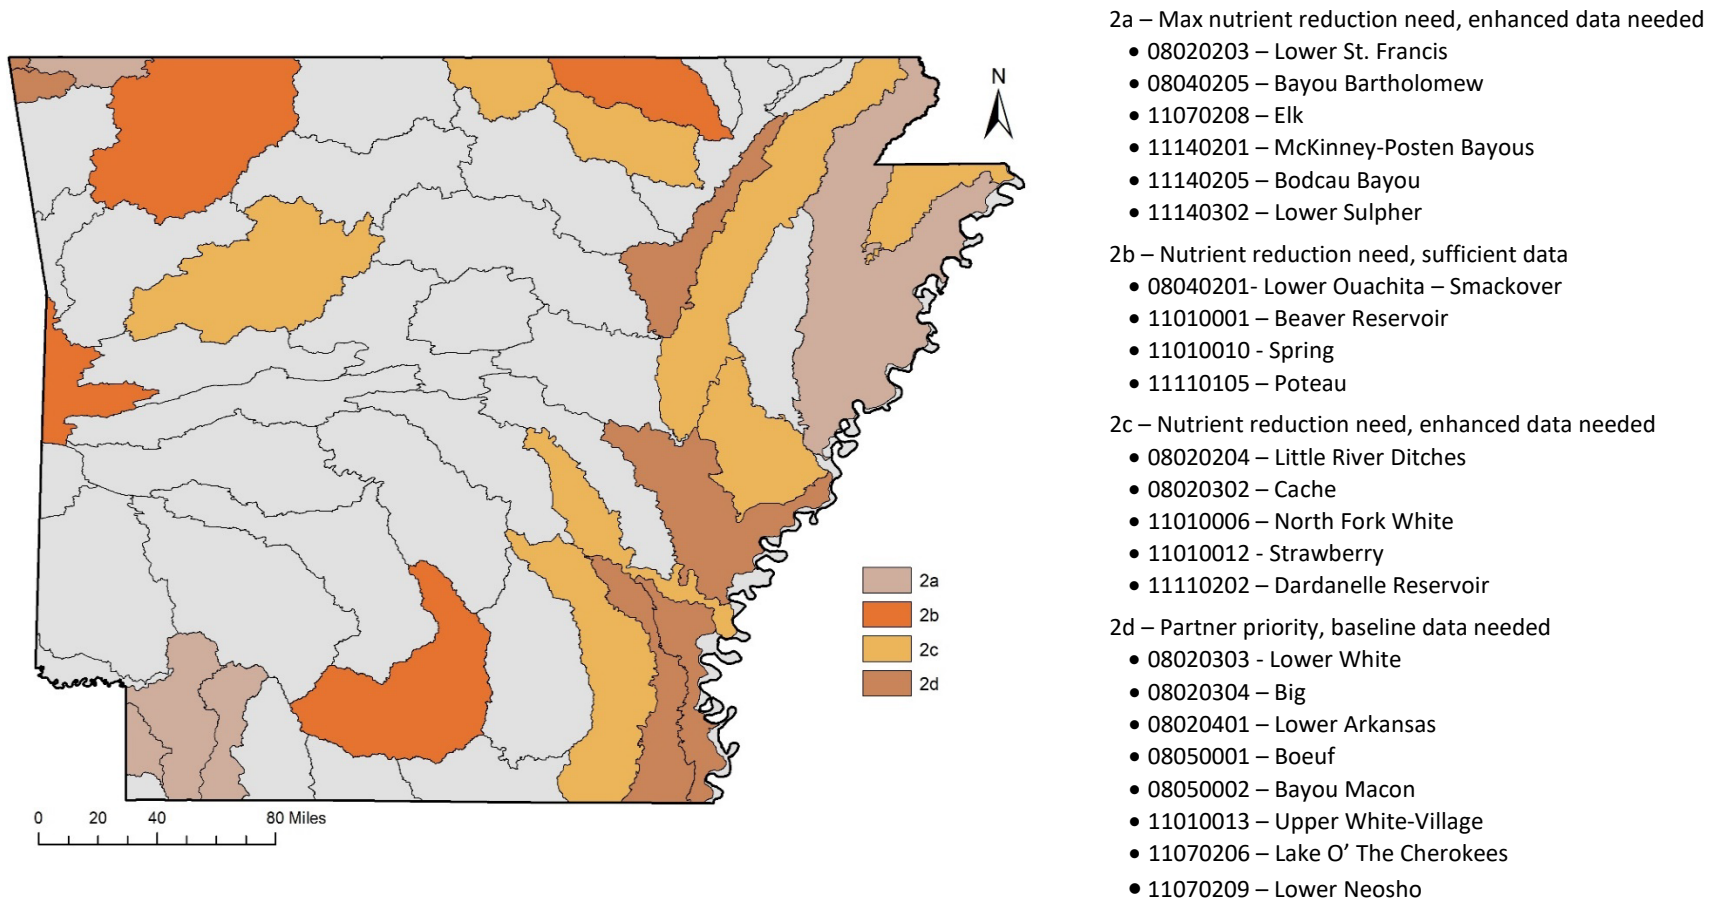 N
2a
2b
2c
2d
0 20 40 80 Miles
2a – Max nutrient reduction need, enhanced data needed
• 08020203 – Lower St. Francis
• 08040205 – Bayou Bartholomew
• 11070208 – Elk
• 11140201 – McKinney-Posten Bayous
• 11140205 – Bodcau Bayou
• 11140302 – Lower Sulpher
2b – Nutrient reduction need, sufficient data
• 08040201- Lower Ouachita – Smackover
• 11010001 – Beaver Reservoir
• 11010010 - Spring
• 11110105 – Poteau
2c – Nutrient reduction need, enhanced data needed
• 08020204 – Little River Ditches
• 08020302 – Cache
• 11010006 – North Fork White
• 11010012 - Strawberry
• 11110202 – Dardanelle Reservoir
2d – Partner priority, baseline data needed
• 08020303 - Lower White
• 08020304 – Big
• 08020401 – Lower Arkansas
• 08050001 – Boeuf
• 08050002 – Bayou Macon
• 11010013 – Upper White-Village
• 11070206 – Lake O’ The Cherokees
• 11070209 – Lower Neosho